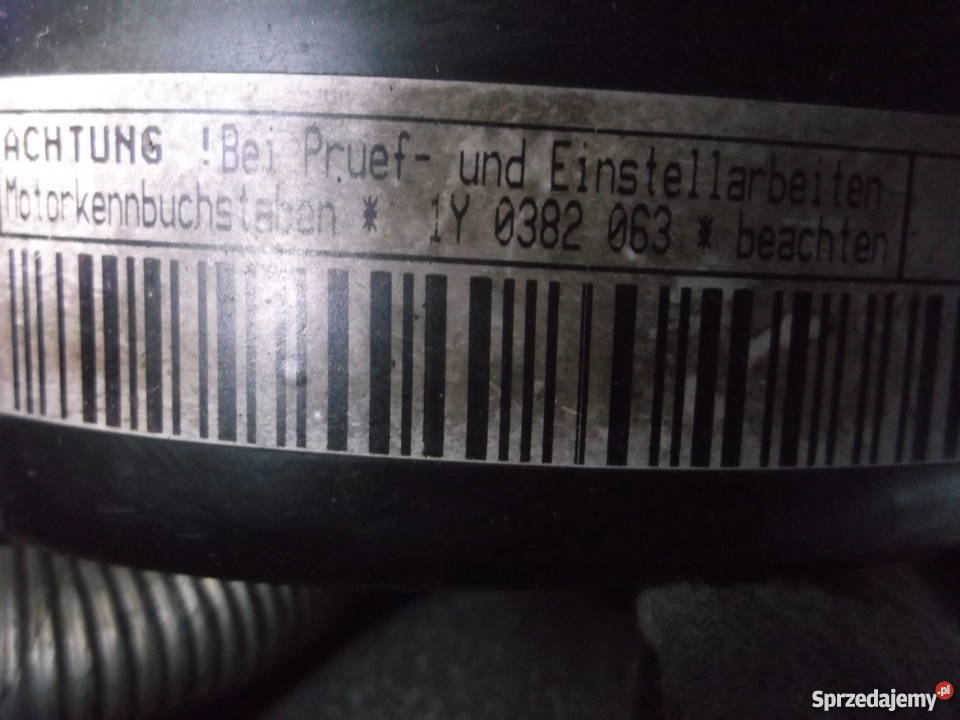 ACHTUNG !Bei Pruef- und Einstellarbeiten
Motorkennbuchstaben * 1Y 0382 063 * beachten
Sprzedajemy.pl